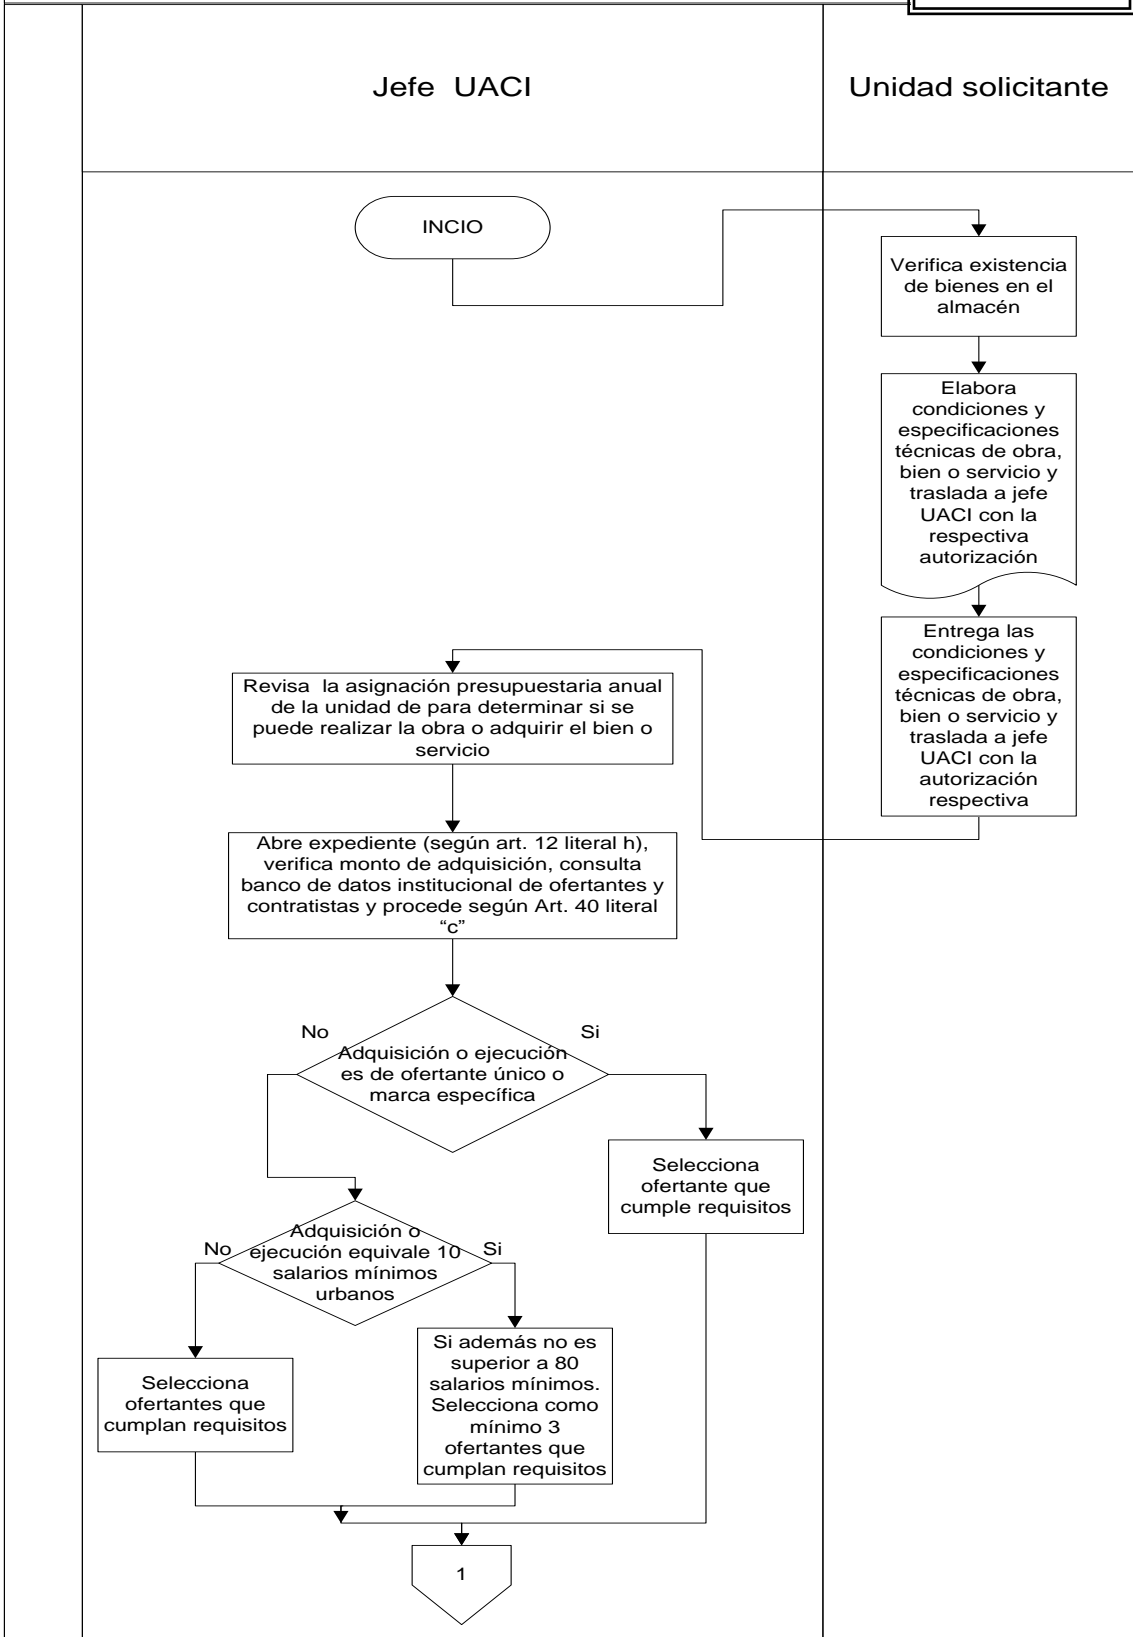 Jefe  UACI
Unidad solicitante
INCIO
Verifica existencia
de bienes en el
almacén
Elabora
condiciones y
especificaciones
técnicas de obra,
bien o servicio y
traslada a jefe
UACI con la
respectiva
autorización
Entrega las
condiciones y
especificaciones
técnicas de obra,
bien o servicio y
traslada a jefe
UACI con la
autorización
respectiva
Revisa  la asignación presupuestaria anual
de la unidad de para determinar si se
puede realizar la obra o adquirir el bien o
servicio
Abre expediente (según art. 12 literal h),
verifica monto de adquisición, consulta
banco de datos institucional de ofertantes y
contratistas y procede según Art. 40 literal
“c”
No
Si
Adquisición o ejecución
es de ofertante único o
marca específica
Selecciona
ofertante que
cumple requisitos
No
Si
Adquisición o
ejecución equivale 10
salarios mínimos
urbanos
Selecciona
ofertantes que
cumplan requisitos
Si además no es
superior a 80
salarios mínimos.
Selecciona como
mínimo 3
ofertantes que
cumplan requisitos
1